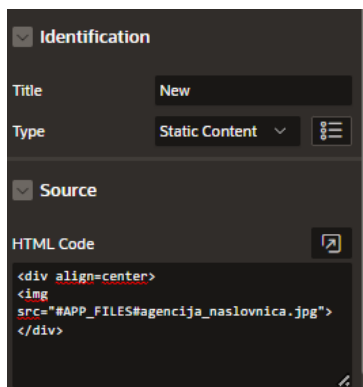 Identification
Title New
Type Static Content
Source
HTML Code
<div align=center>
<img
src="#APP_FILES#agencija_naslovnica.jpg">
</div>